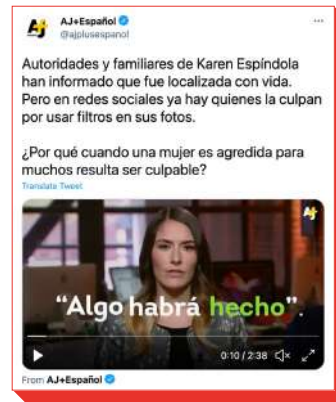 AJ+Español
@ajplusespanol
Autoridades y familiares de Karen Espíndola
han informado que fue localizada con vida.
Pero en redes sociales ya hay quienes la culpan
por usar filtros en sus fotos.
¿Por qué cuando una mujer es agredida para
muchos resulta ser culpable?
Translate Tweet
"Algo habrá hecho".
0:10 / 2:38
From AJ+Español